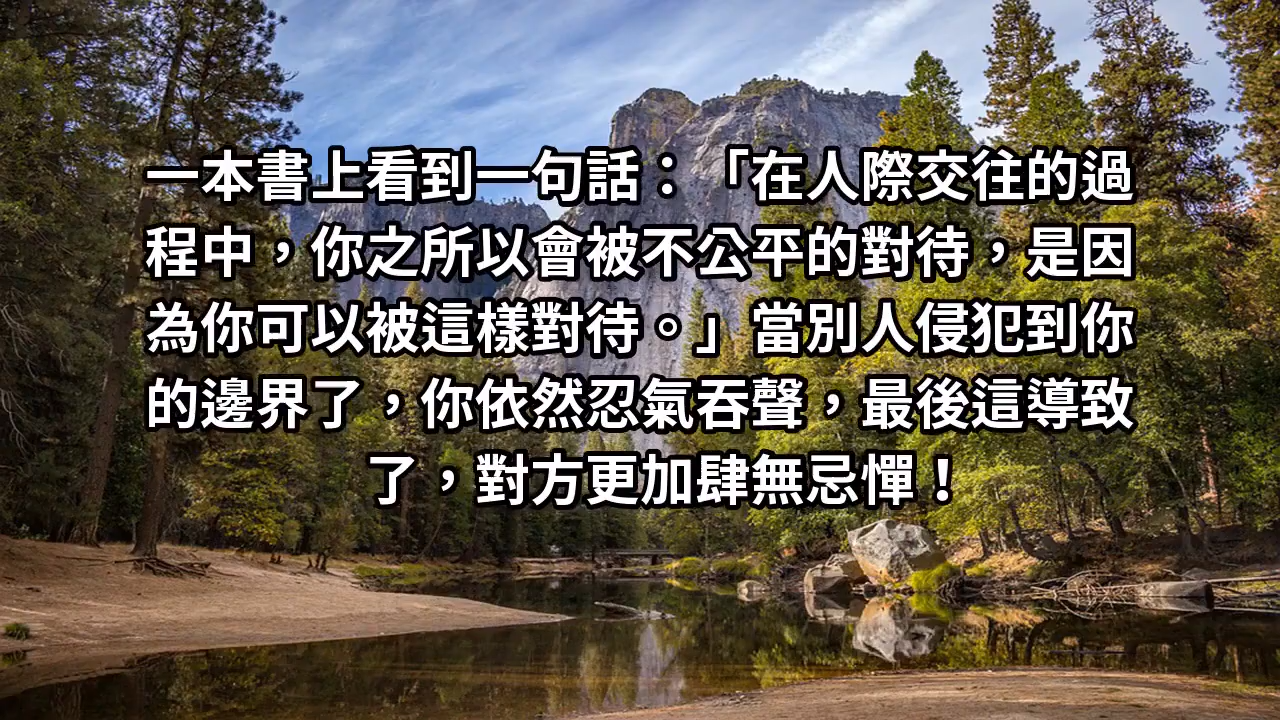 一本書上看到一句話：「在人際交往的過
程中，你之所以會被不公平的對待，是因
為你可以被這樣對待。」當別人侵犯到你
的邊界了，你依然忍氣吞聲，最後這導致
了，對方更加肆無忌憚！